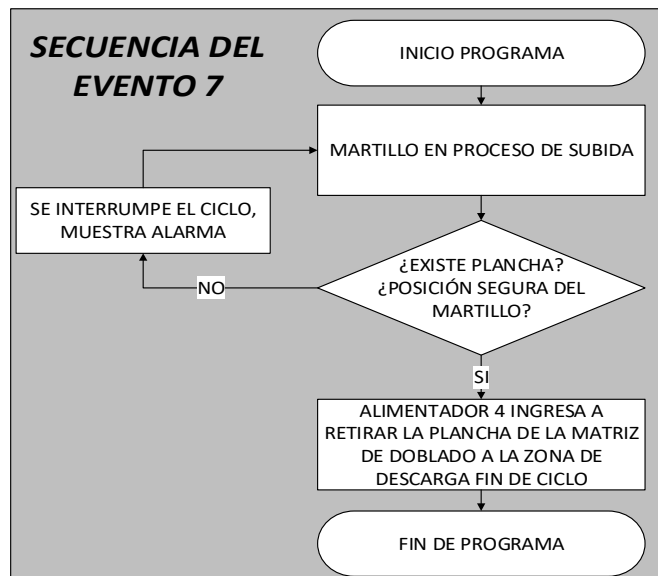 SECUENCIA DEL
EVENTO 7
INICIO PROGRAMA
MARTILLO EN PROCESO DE SUBIDA
SE INTERRUMPE EL CICLO,
MUESTRA ALARMA
¿EXISTE PLANCHA?
¿POSICIÓN SEGURA DEL
MARTILLO?
NO
SI
ALIMENTADOR 4 INGRESA A
RETIRAR LA PLANCHA DE LA MATRIZ
DE DOBLADO A LA ZONA DE
DESCARGA FIN DE CICLO
FIN DE PROGRAMA